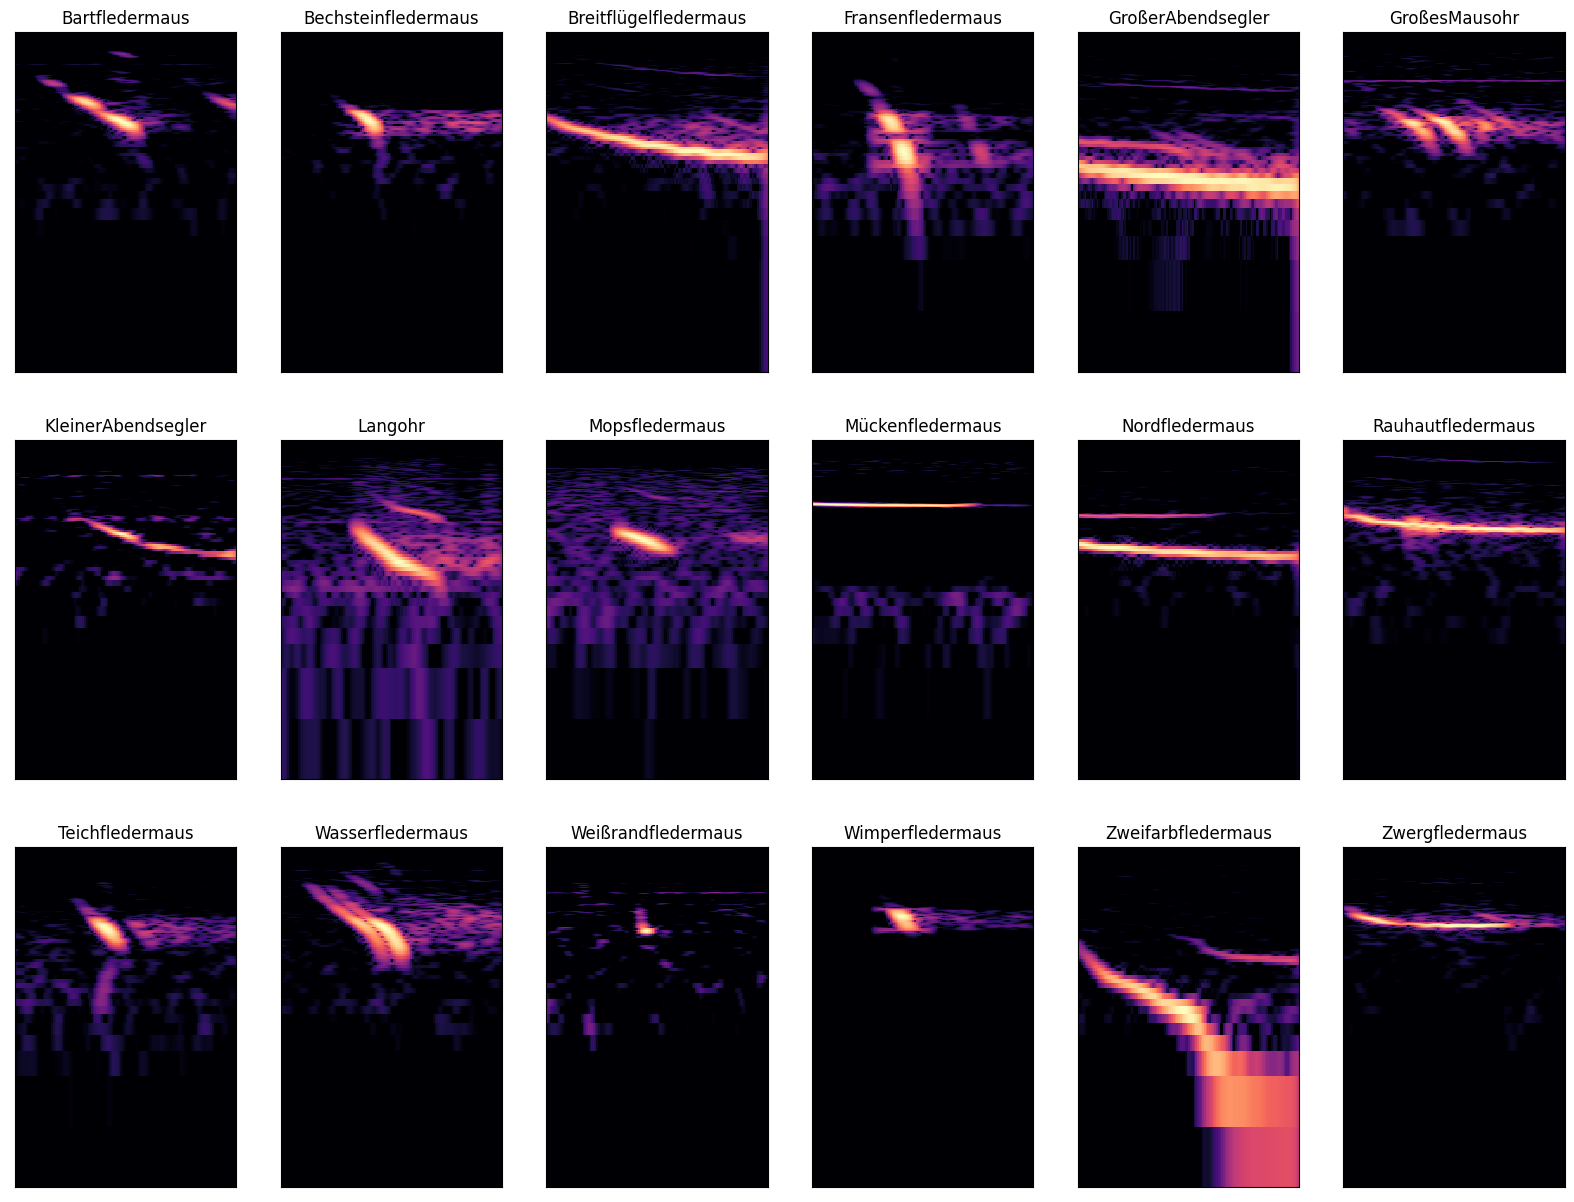 Bartfledermaus
Bechsteinfledermaus
Breitflügelfledermaus
Fransenfledermaus
GroßerAbendsegler
GroßesMausohr
KleinerAbendsegler
Langohr
Mopsfledermaus
Mückenfledermaus
Nordfledermaus
Rauhautfledermaus
Teichfledermaus
Wasserfledermaus
Weißrandfledermaus
Wimperfledermaus
Zweifarbfledermaus
Zwergfledermaus